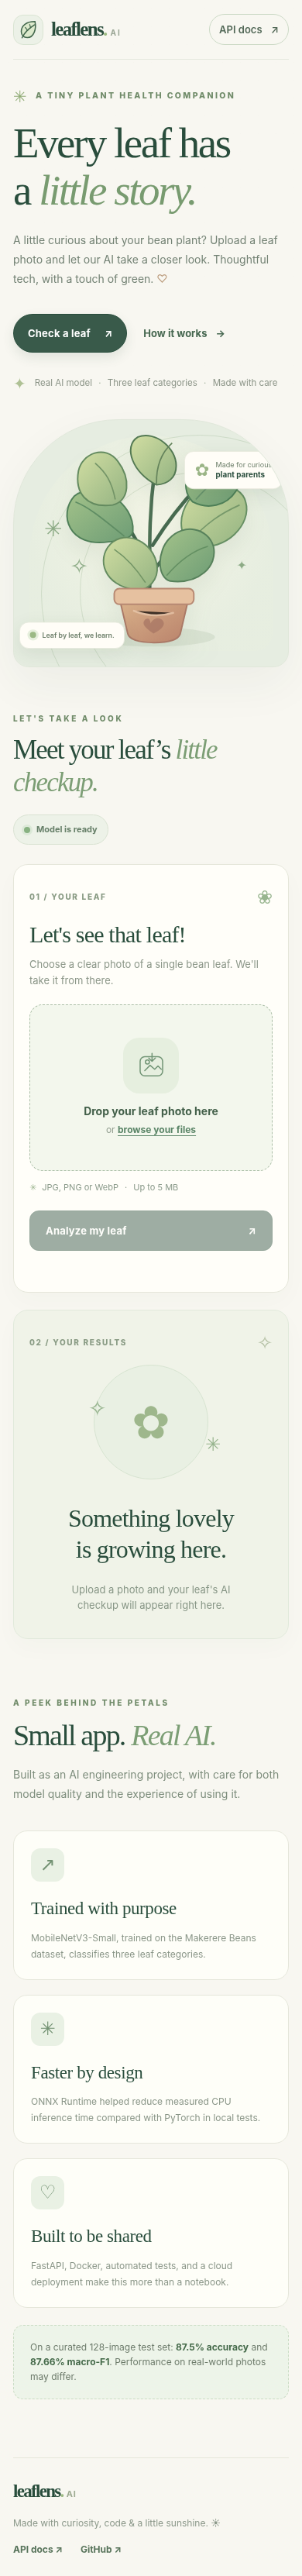 leaflens. AI
API docs ↗
A TINY PLANT HEALTH COMPANION
Every leaf has
a little story.
A little curious about your bean plant? Upload a leaf
photo and let our AI take a closer look. Thoughtful
tech, with a touch of green. ♡
Check a leaf ↗
How it works →
Real AI model · Three leaf categories · Made with care
Made for curious
plant parents
Leaf by leaf, we learn.
LET'S TAKE A LOOK
Meet your leaf’s little
checkup.
Model is ready
01 / YOUR LEAF
Let's see that leaf!
Choose a clear photo of a single bean leaf. We'll
take it from there.
Drop your leaf photo here
or browse your files
JPG, PNG or WebP · Up to 5 MB
Analyze my leaf ↗
02 / YOUR RESULTS
Something lovely
is growing here.
Upload a photo and your leaf's AI
checkup will appear right here.
A PEEK BEHIND THE PETALS
Small app. Real AI.
Built as an AI engineering project, with care for both
model quality and the experience of using it.
Trained with purpose
MobileNetV3-Small, trained on the Makerere Beans
dataset, classifies three leaf categories.
Faster by design
ONNX Runtime helped reduce measured CPU
inference time compared with PyTorch in local tests.
Built to be shared
FastAPI, Docker, automated tests, and a cloud
deployment make this more than a notebook.
On a curated 128-image test set: 87.5% accuracy and
87.66% macro-F1. Performance on real-world photos
may differ.
leaflens. AI
Made with curiosity, code & a little sunshine. ✳
API docs ↗ GitHub ↗